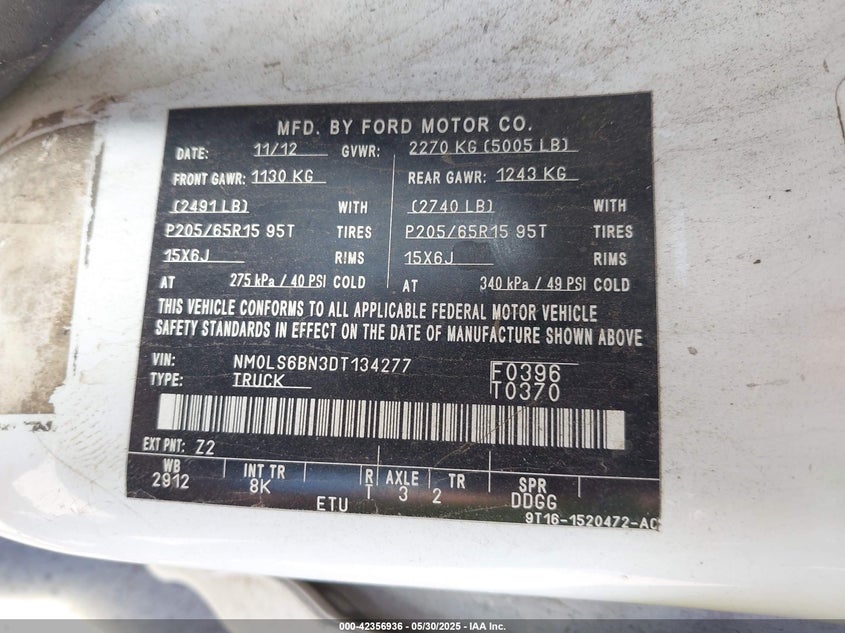 MFD. BY FORD MOTOR CO.
DATE: 11/12 GVWR: 2270 KG (5005 LB)
FRONT GAWR: 1130 KG REAR GAWR: 1243 KG
(2491 LB) WITH (2740 LB) WITH
P205/65R15 95T TIRES P205/65R15 95T TIRES
15X6J RIMS 15X6J RIMS
AT 275 kPa / 40 PSI COLD AT 340 kPa / 49 PSI COLD
THIS VEHICLE CONFORMS TO ALL APPLICABLE FEDERAL MOTOR VEHICLE
SAFETY STANDARDS IN EFFECT ON THE DATE OF MANUFACTURE SHOWN ABOVE
VIN: NM0LS6BN3DT134277 F0396
TYPE: TRUCK T0370
EXT PNT: Z2
WB INT TR R AXLE TR SPR
2912 8K T 3 2 DDGG
ETU 9T16-1520472-AC
000-42356936 - 05/30/2025 - IAA Inc.